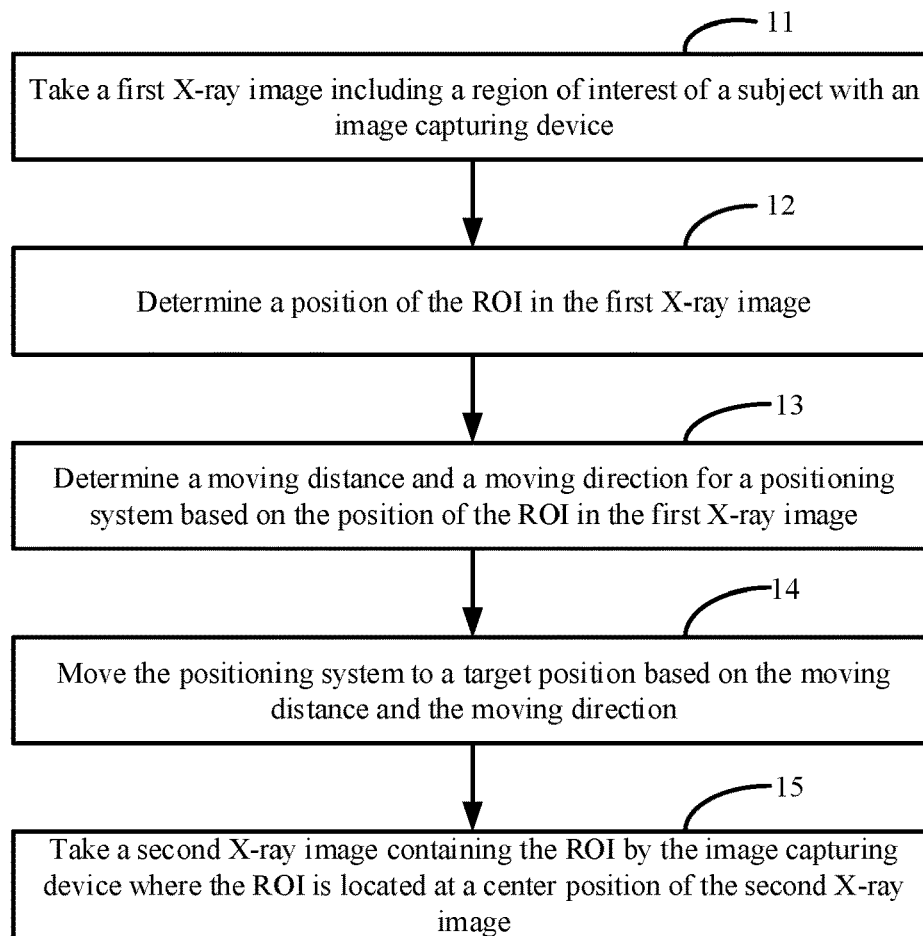 11
Take a first X-ray image including a region of interest of a subject with an
image capturing device
12
Determine a position of the ROI in the first X-ray image
13
Determine a moving distance and a moving direction for a positioning
system based on the position of the ROI in the first X-ray image
14
Move the positioning system to a target position based on the moving
distance and the moving direction
15
Take a second X-ray image containing the ROI by the image capturing
device where the ROI is located at a center position of the second X-ray
image